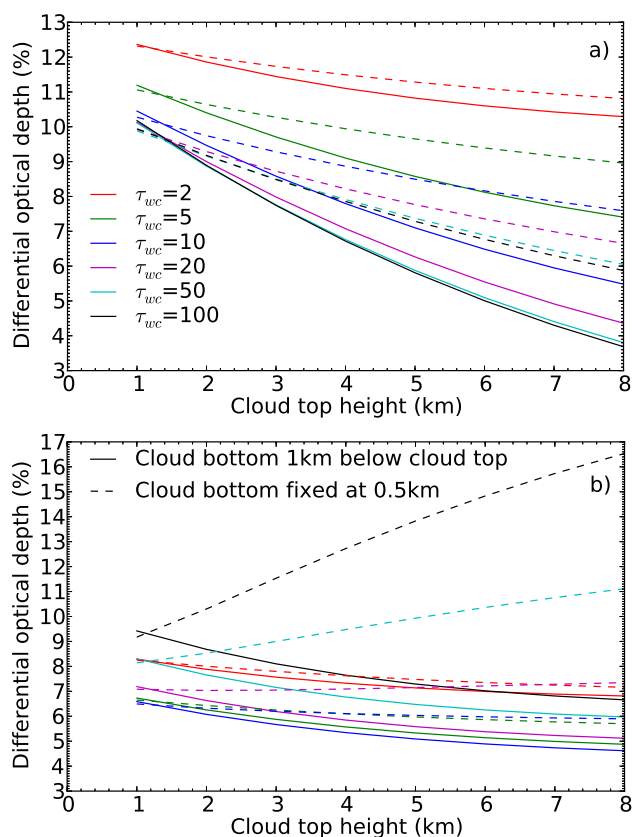 13
12
11
10
9
8
7
6
5
4
3
Differential optical depth (%)
a)
τwc=2
τwc=5
τwc=10
τwc=20
τwc=50
τwc=100
0 1 2 3 4 5 6 7 8
Cloud top height (km)
17
16
15
14
13
12
11
10
9
8
7
6
5
4
3
Differential optical depth (%)
Cloud bottom 1km below cloud top
Cloud bottom fixed at 0.5km
b)
0 1 2 3 4 5 6 7 8
Cloud top height (km)